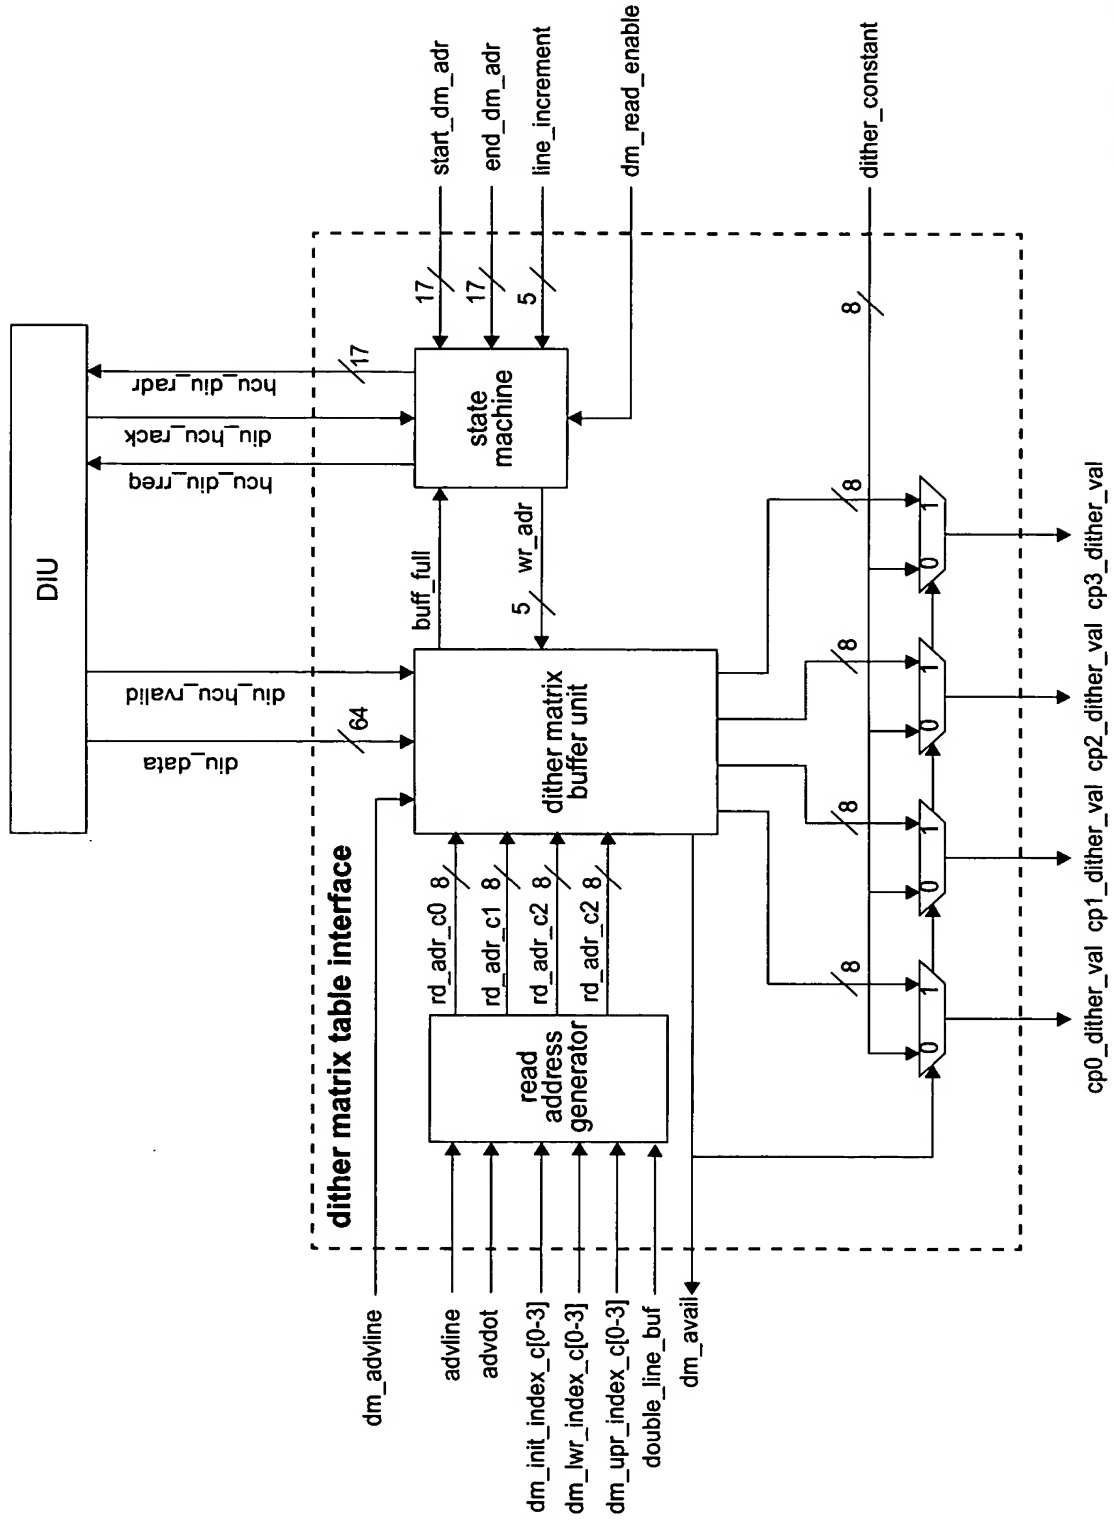 DIU
hcu_diu_radr
diu_hcu_rack
hcu_diu_rreq
diu_hcu_rvalid
diu_data
17
64
start_dm_adr
end_dm_adr
line_increment
dm_read_enable
17
17
5
state
machine
buff_full
wr_adr
5
dither matrix table interface
dither matrix
buffer unit
rd_adr_c0
8
rd_adr_c1
8
rd_adr_c2
8
rd_adr_c2
8
read
address
generator
dm_advline
advline
advdot
dm_init_index_c[0-3]
dm_lwr_index_c[0-3]
dm_upr_index_c[0-3]
double_line_buf
dm_avail
dither_constant
8
8
8
8
8
0 1
0 1
0 1
0 1
cp0_dither_val cp1_dither_val cp2_dither_val cp3_dither_val